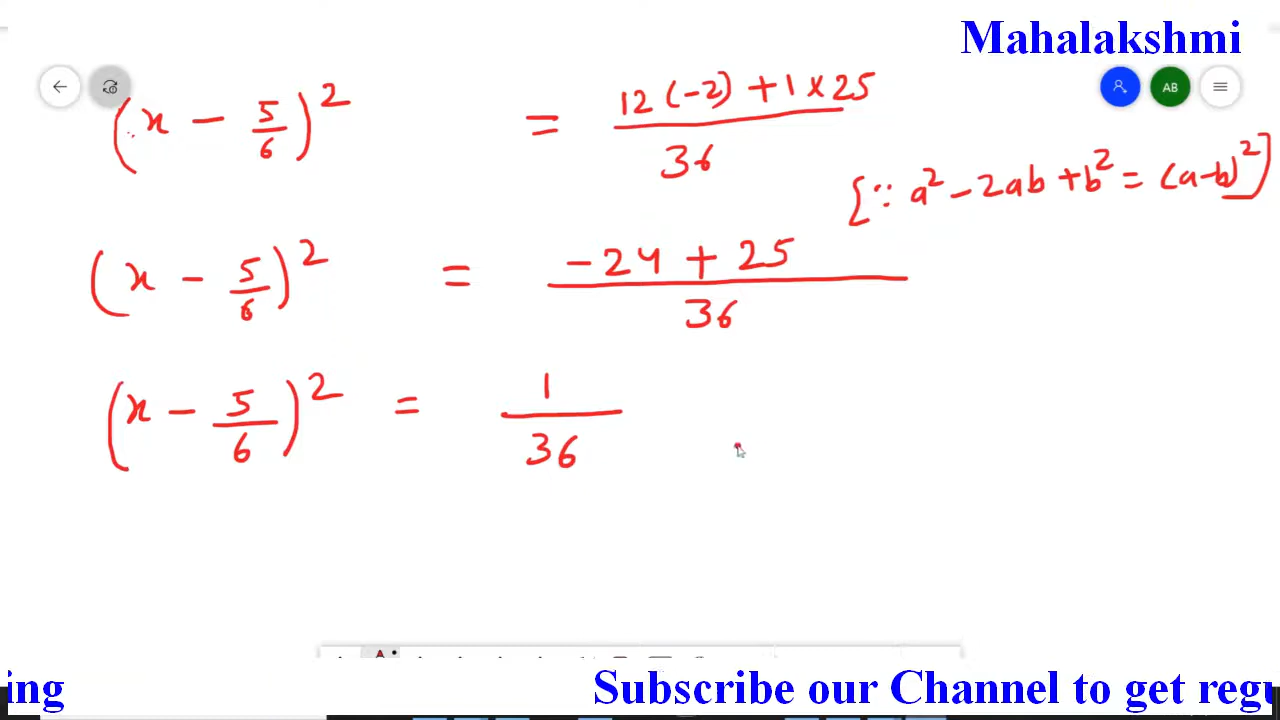 Mahalakshmi
AB
(x - 5/6)² = 12(-2) + 1 × 25 / 36
[∵ a² - 2ab + b² = (a-b)²]
(x - 5/6)² = -24 + 25 / 36
(x - 5/6)² = 1/36
ing Subscribe our Channel to get regu